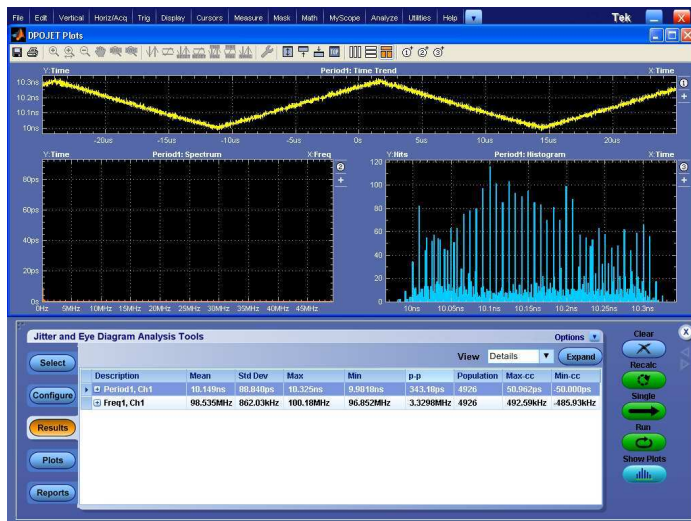 File Edit Vertical Horiz/Acq Trig Display Cursors Measure Mask Math MyScope Analyze Utilities Help Tek X
DPOJET Plots
Y:Time Period1: Time Trend X:Time
10.3ns
10.2ns
10.1ns
10ns
-20us -15us -10us -5us 0s 5us 10us 15us 20us
Y:Time Period1: Spectrum X:Freq
80ps
60ps
40ps
20ps
0s
0Hz 5MHz 10MHz 15MHz 20MHz 25MHz 30MHz 35MHz 40MHz 45MHz
Y:Hits Period1: Histogram X:Time
120
100
80
60
40
20
0
10ns 10.05ns 10.1ns 10.15ns 10.2ns 10.25ns 10.3ns
Jitter and Eye Diagram Analysis Tools Options Clear X
View Details Expand
Select
Configure
Results
Plots
Reports
Description Mean Std Dev Max Min p-p Population Max-cc Min-cc
Period1, Ch1 10.149ns 88.840ps 10.325ns 9.9818ns 343.18ps 4926 50.962ps -50.000ps
Freq1, Ch1 98.535MHz 862.03kHz 100.18MHz 96.852MHz 3.3298MHz 4926 492.59kHz -485.93kHz
Recalc
Single
Run
Show Plots